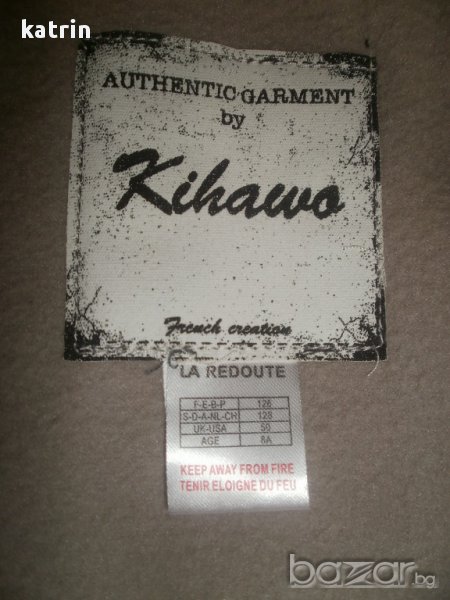 katrin
AUTHENTIC GARMENT
by
Kihawo
French creation
LA REDOUTE
F-E-B-P 126
S-D-A-NL-CH 128
UK-USA 50
AGE 8A
KEEP AWAY FROM FIRE
TENIR ELOIGNE DU FEU
bazar.bg